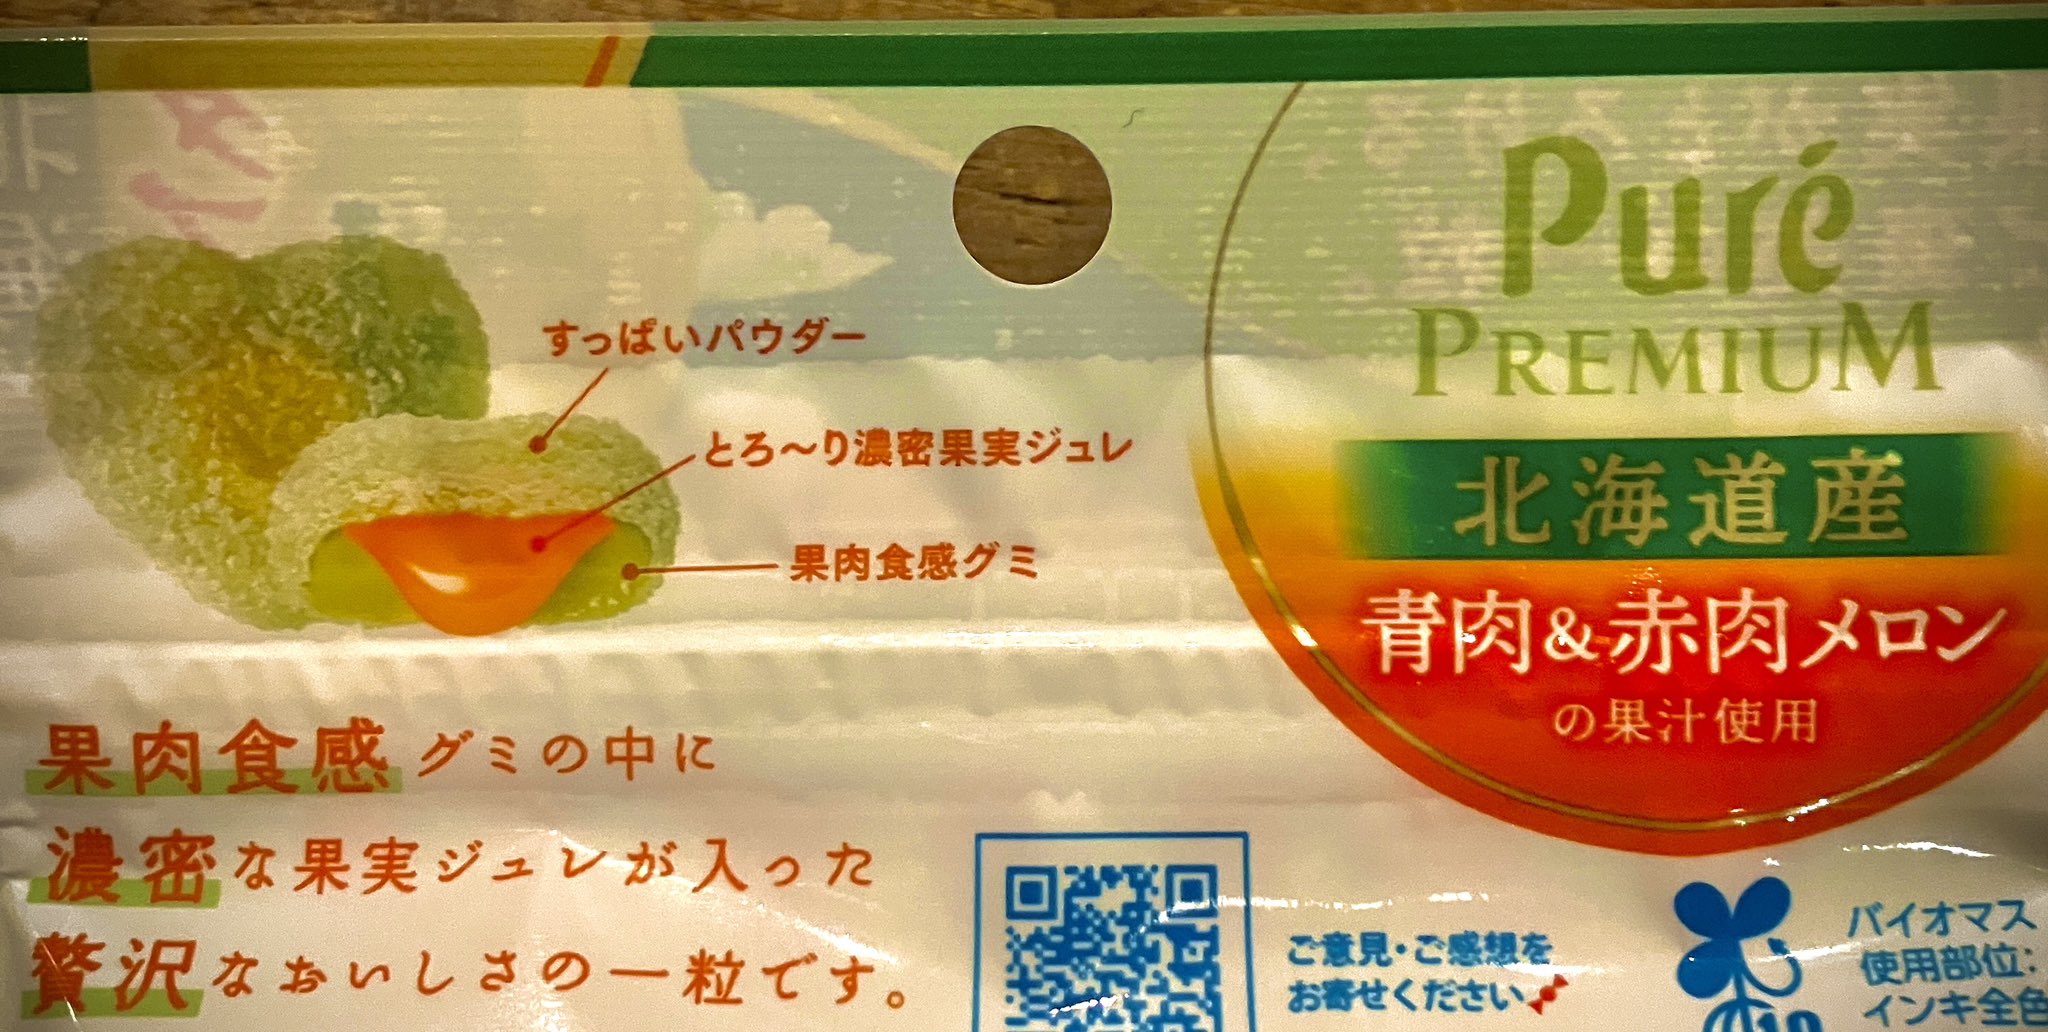 すっぱいパウダー
とろ〜り濃密果実ジュレ
果肉食感グミ
Puré
PREMIUM
北海道産
青肉&赤肉メロン
の果汁使用
果肉食感グミの中に
濃密な果実ジュレが入った
贅沢なおいしさの一粒です。
ご意見・ご感想を
お寄せください
バイオマス
使用部位:
インキ全色